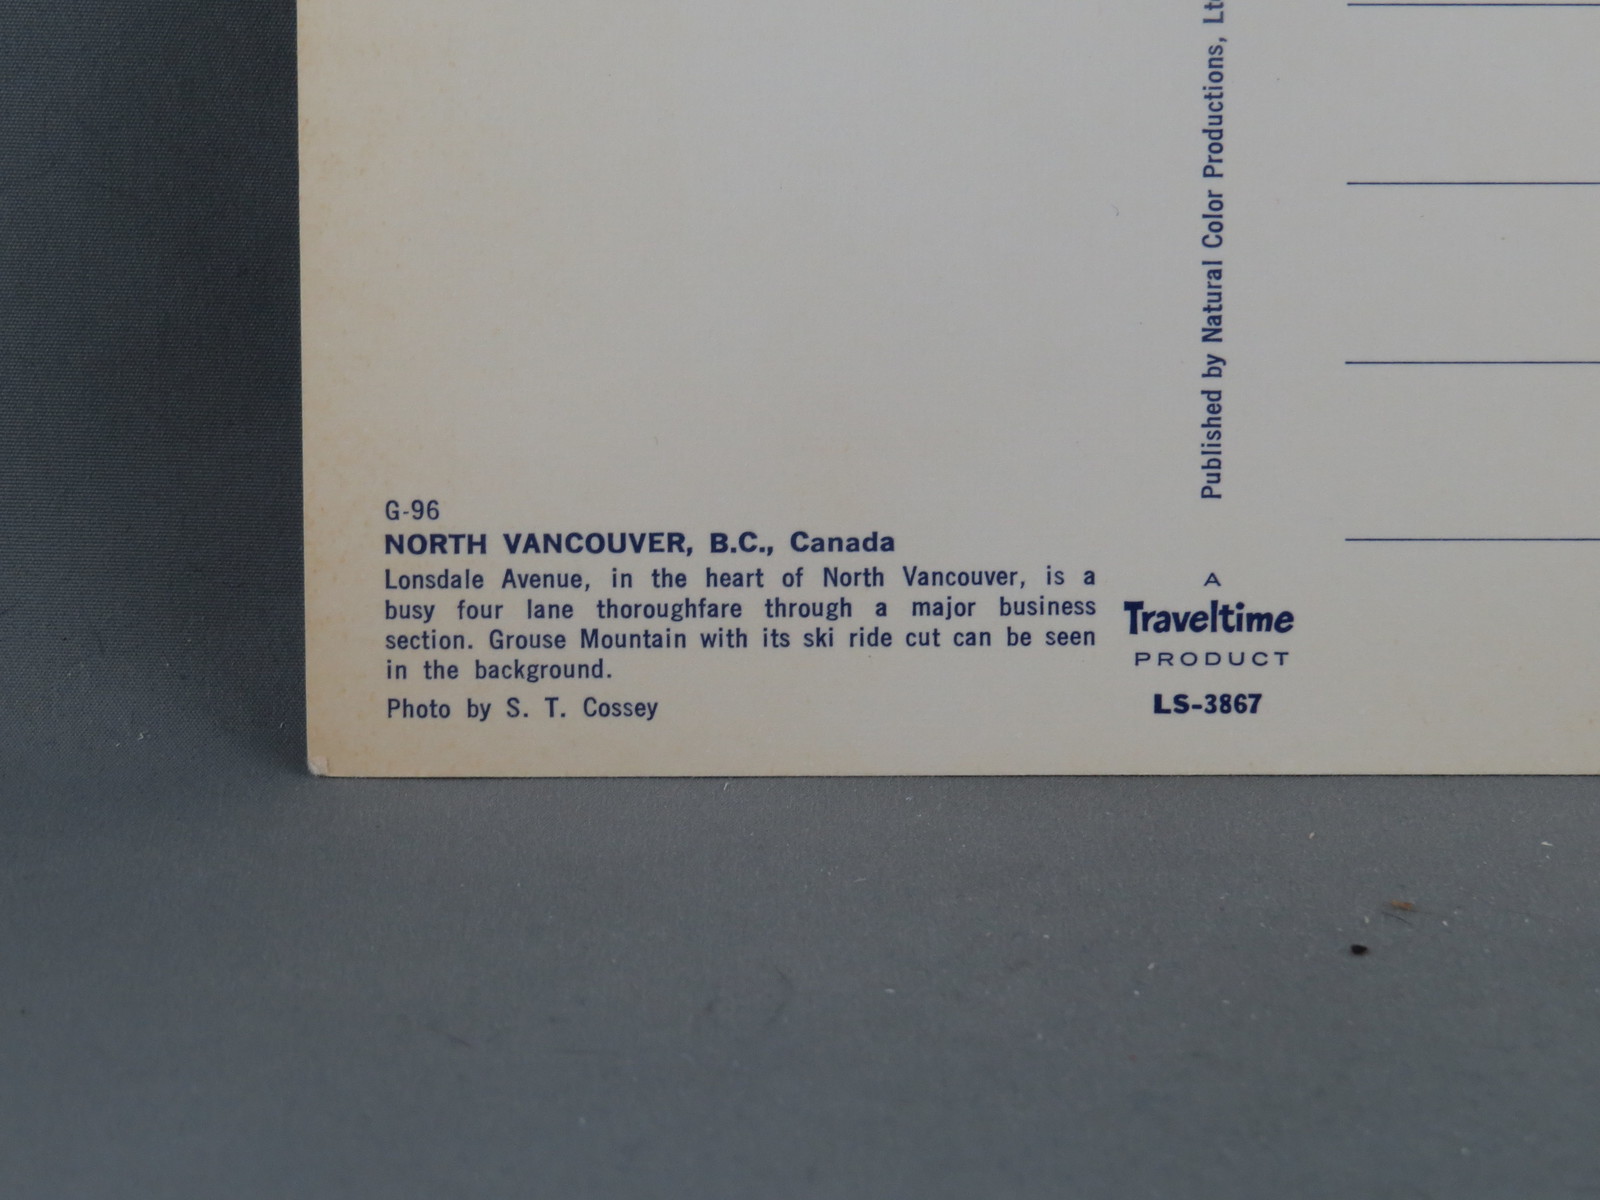 G-96
NORTH VANCOUVER, B.C., Canada
Lonsdale Avenue, in the heart of North Vancouver, is a
busy four lane thoroughfare through a major business
section. Grouse Mountain with its ski ride cut can be seen
in the background.
Photo by S. T. Cossey
Published by Natural Color Productions,
A
Traveltime
PRODUCT
LS-3867